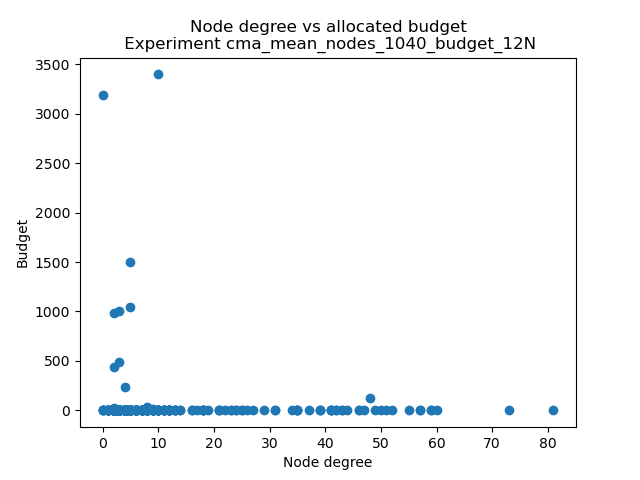 Node degree vs allocated budget
Experiment cma_mean_nodes_1040_budget_12N
3500
3000
2500
2000
1500
1000
500
0
Budget
0 10 20 30 40 50 60 70 80
Node degree